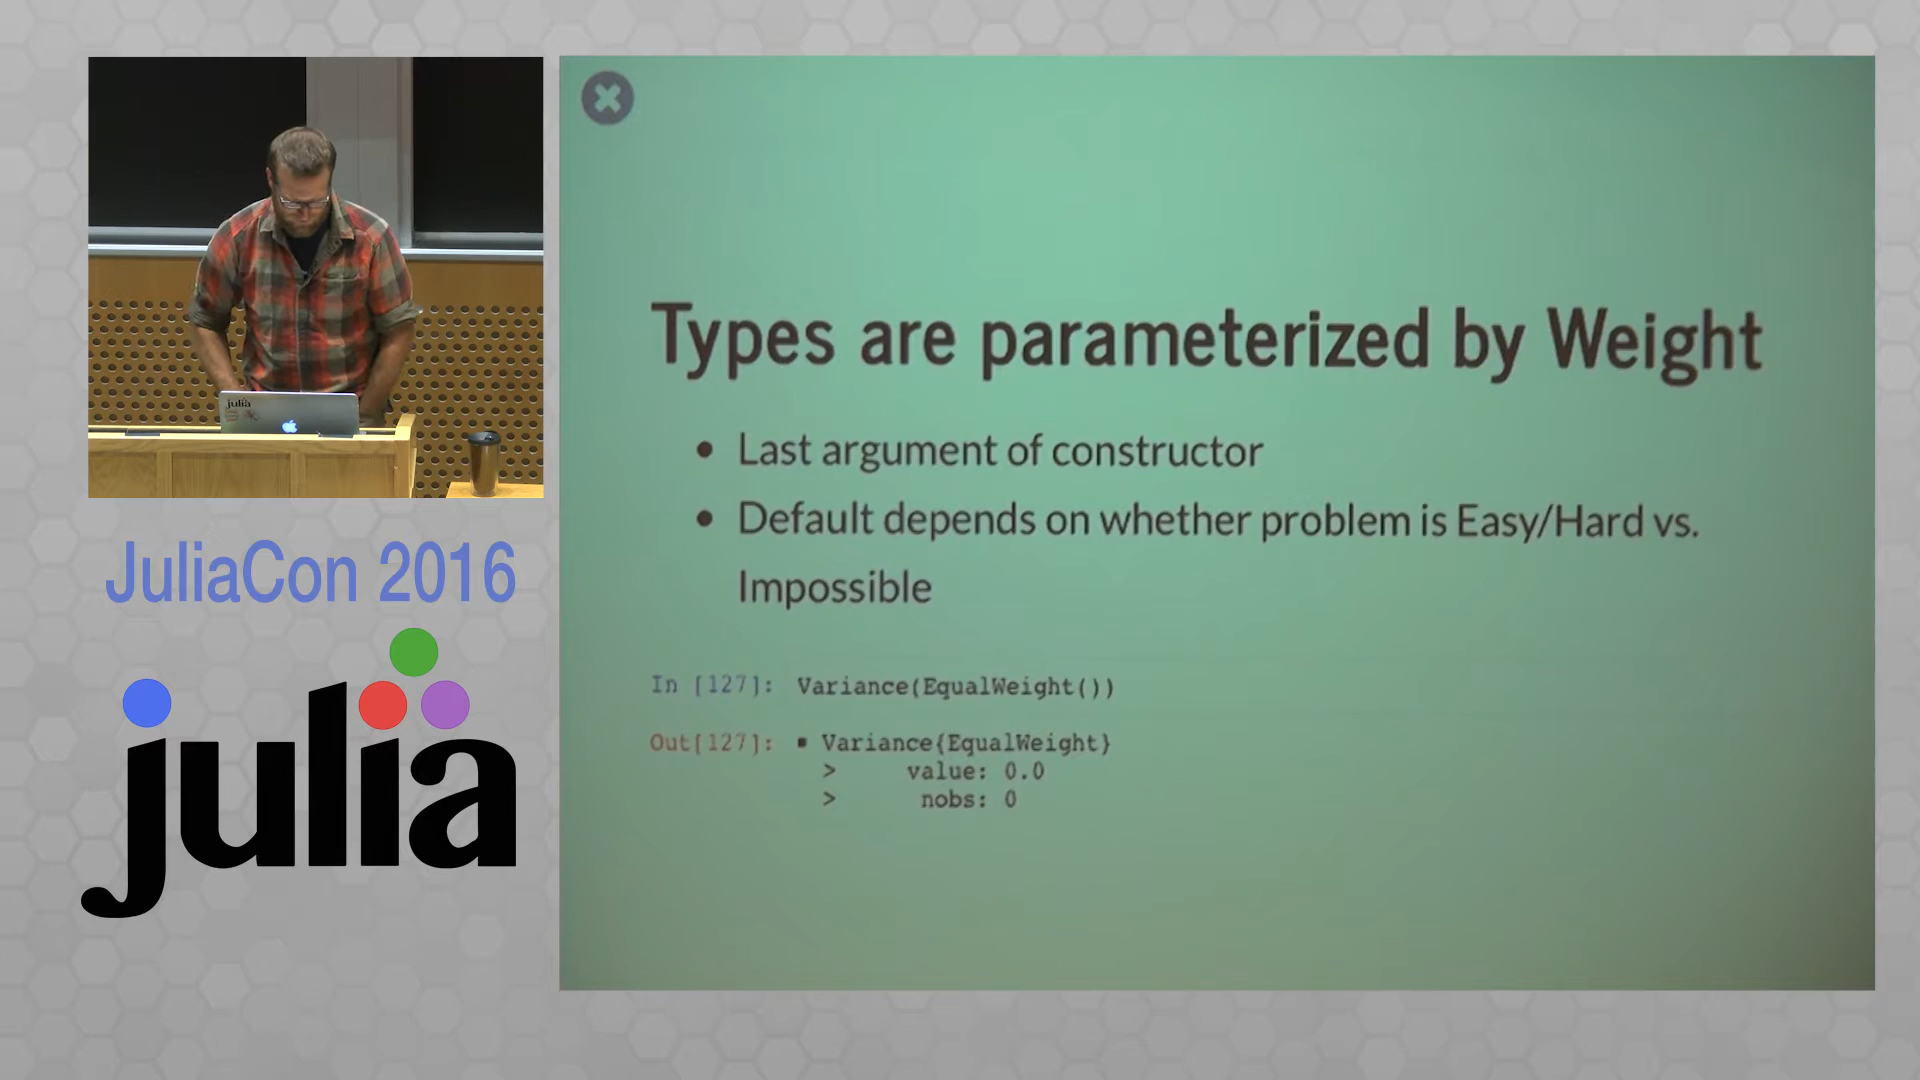 julia
JuliaCon 2016
julia
Types are parameterized by Weight
• Last argument of constructor
• Default depends on whether problem is Easy/Hard vs.
Impossible
In [127]: Variance(EqualWeight())
Out[127]: ▪ Variance{EqualWeight}
> value: 0.0
> nobs: 0